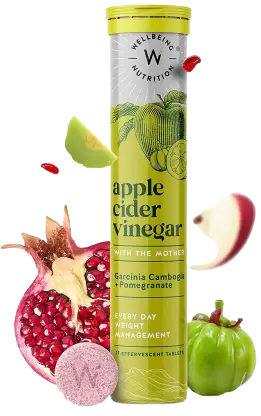 WELLBEING
W
NUTRITION
apple
cider
vinegar
WITH THE MOTHER
Garcinia Cambogia
+ Pomegranate
EVERY DAY
WEIGHT
MANAGEMENT
EFFERVESCENT TABLETS
W